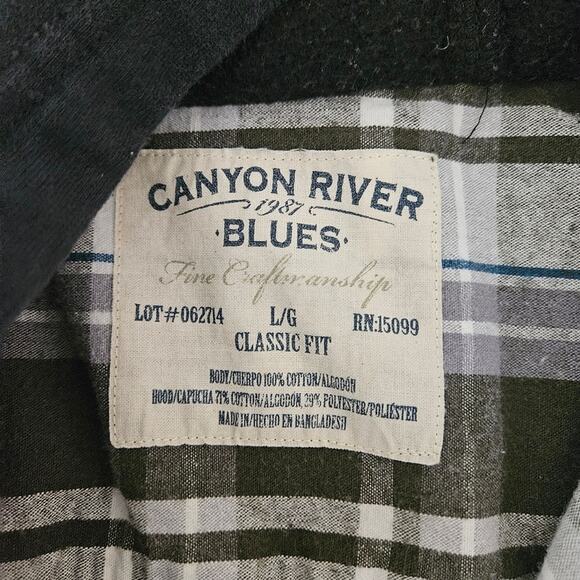 CANYON RIVER
1987
·BLUES·
Fine Craftmanship
LOT# 062714 L/G RN:15099
CLASSIC FIT
BODY/CUERPO 100% COTTON/ALGODÓN
HOOD/CAPUCHA 71% COTTON/ALGODON, 29% POLYESTER/POLIÉSTER
MADE IN/HECHO EN BANGLADESH